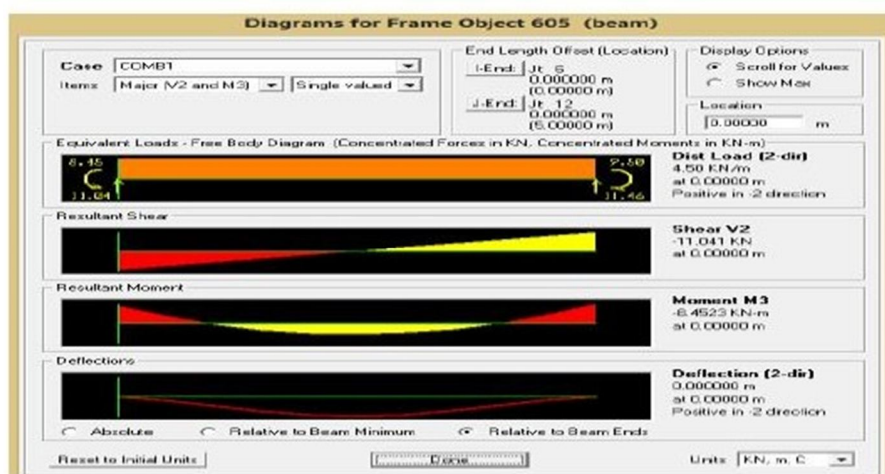 Diagrams for Frame Object 605 (beam)
Case COMB1
Items Major (V2 and M3) Single valued
End Length Offset (Location)
I-End: Jt: 6
0.000000 m
(0.00000 m)
J-End: Jt: 12
0.000000 m
(5.00000 m)
Display Options
Scroll for Values
Show Max
Location
0.00000 m
Equivalent Loads - Free Body Diagram (Concentrated Forces in KN, Concentrated Moments in KN-m)
8.45
9.50
11.04
11.46
Dist Load (2-dir)
4.50 KN/m
at 0.00000 m
Positive in -2 direction
Resultant Shear
Shear V2
-11.041 KN
at 0.00000 m
Resultant Moment
Moment M3
-8.4523 KN-m
at 0.00000 m
Deflections
Deflection (2-dir)
0.000000 m
at 0.00000 m
Positive in -2 direction
Absolute Relative to Beam Minimum Relative to Beam Ends
Reset to Initial Units Done Units KN, m, C